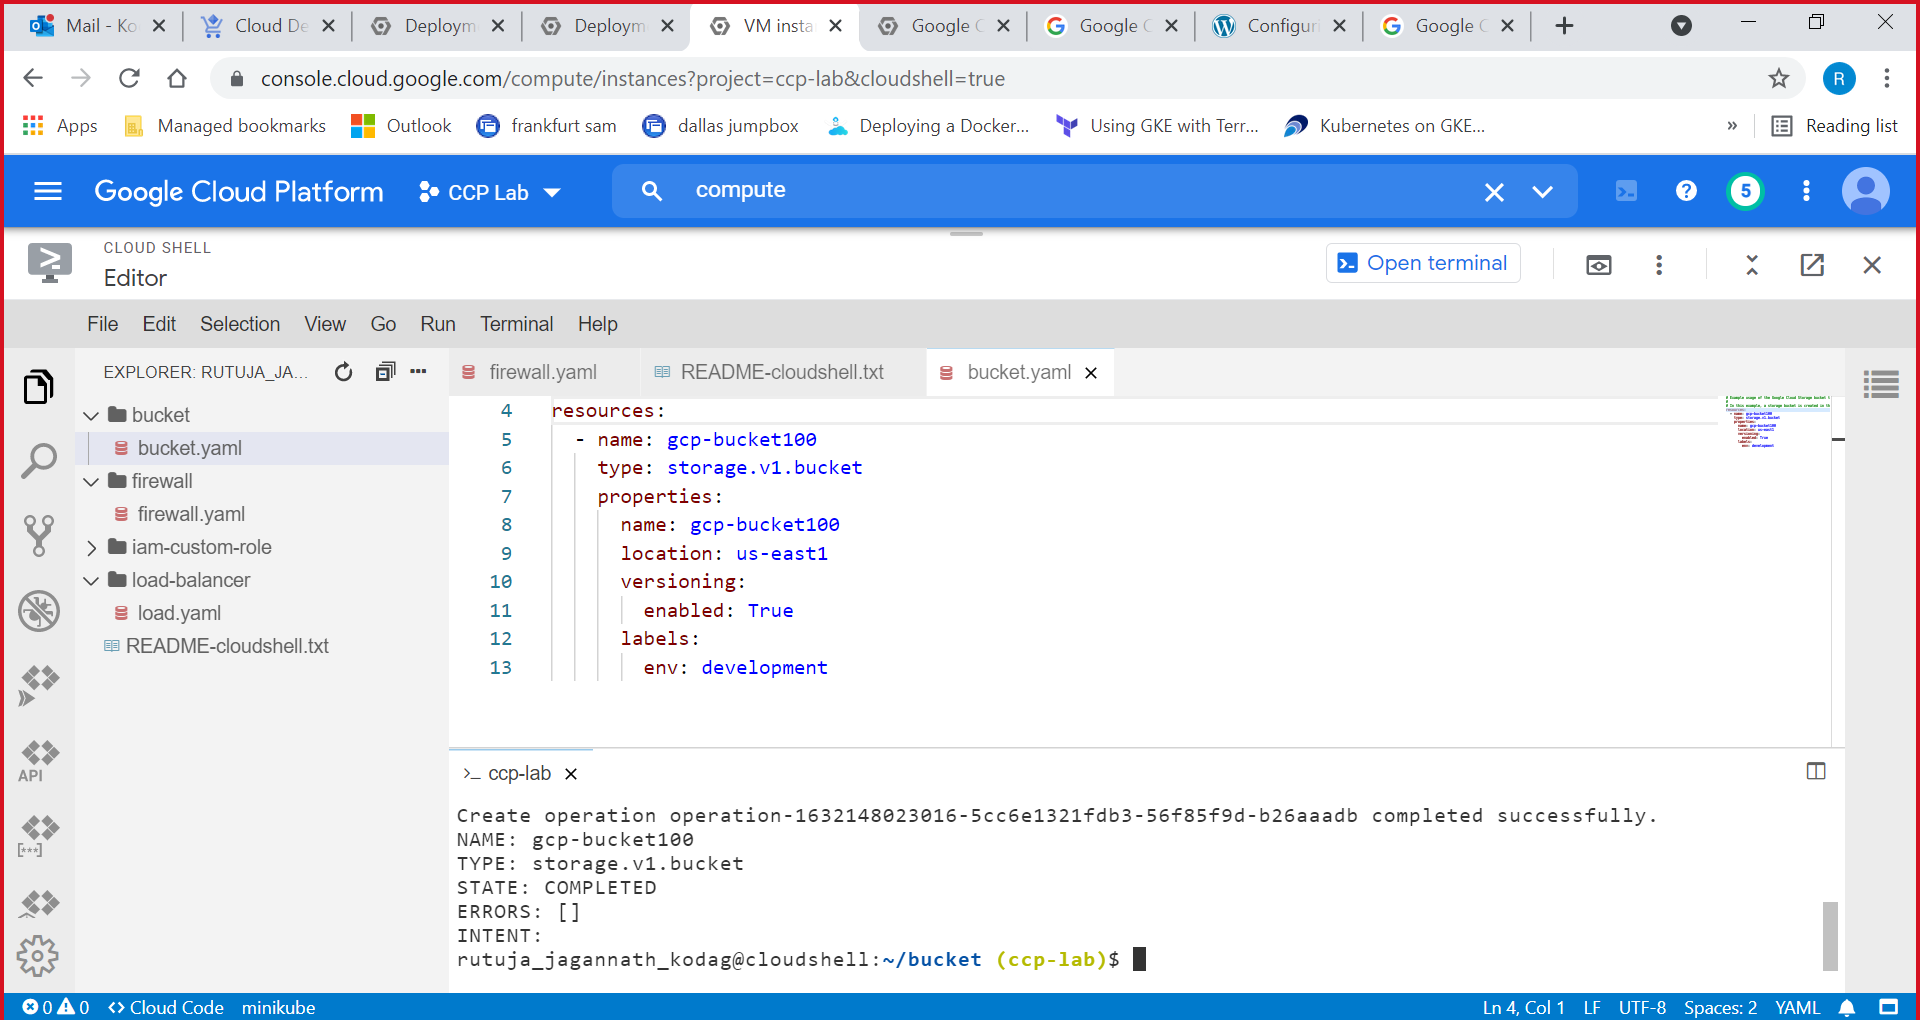 Mail - Ko
Cloud De
Deploym
Deploym
VM insta
Google C
Google C
Configuri
Google C
console.cloud.google.com/compute/instances?project=ccp-lab&cloudshell=true
R
Apps
Managed bookmarks
Outlook
frankfurt sam
dallas jumpbox
Deploying a Docker...
Using GKE with Terr...
Kubernetes on GKE...
»
Reading list
Google Cloud Platform
CCP Lab
compute
5
CLOUD SHELL
Editor
Open terminal
File Edit Selection View Go Run Terminal Help
EXPLORER: RUTUJA_JA...
bucket
bucket.yaml
firewall
firewall.yaml
iam-custom-role
load-balancer
load.yaml
README-cloudshell.txt
API
[***]
firewall.yaml
README-cloudshell.txt
bucket.yaml
4 resources:
5 - name: gcp-bucket100
6 type: storage.v1.bucket
7 properties:
8 name: gcp-bucket100
9 location: us-east1
10 versioning:
11 enabled: True
12 labels:
13 env: development
>_ ccp-lab
Create operation operation-1632148023016-5cc6e1321fdb3-56f85f9d-b26aaadb completed successfully.
NAME: gcp-bucket100
TYPE: storage.v1.bucket
STATE: COMPLETED
ERRORS: []
INTENT:
rutuja_jagannath_kodag@cloudshell:~/bucket (ccp-lab)$
0 0 <> Cloud Code minikube
Ln 4, Col 1 LF UTF-8 Spaces: 2 YAML